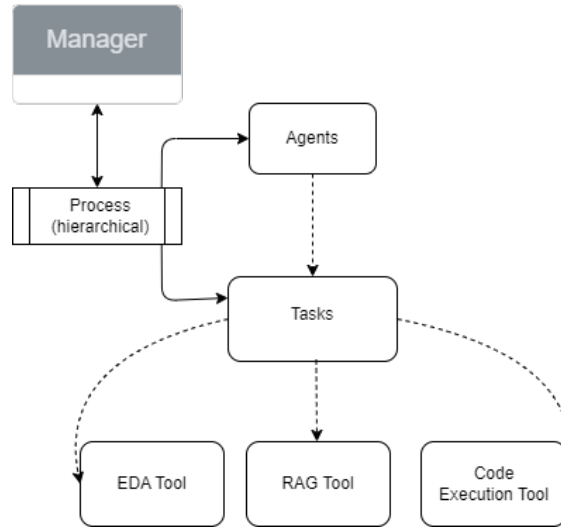 Manager
Agents
Process
(hierarchical)
Tasks
EDA Tool
RAG Tool
Code
Execution Tool